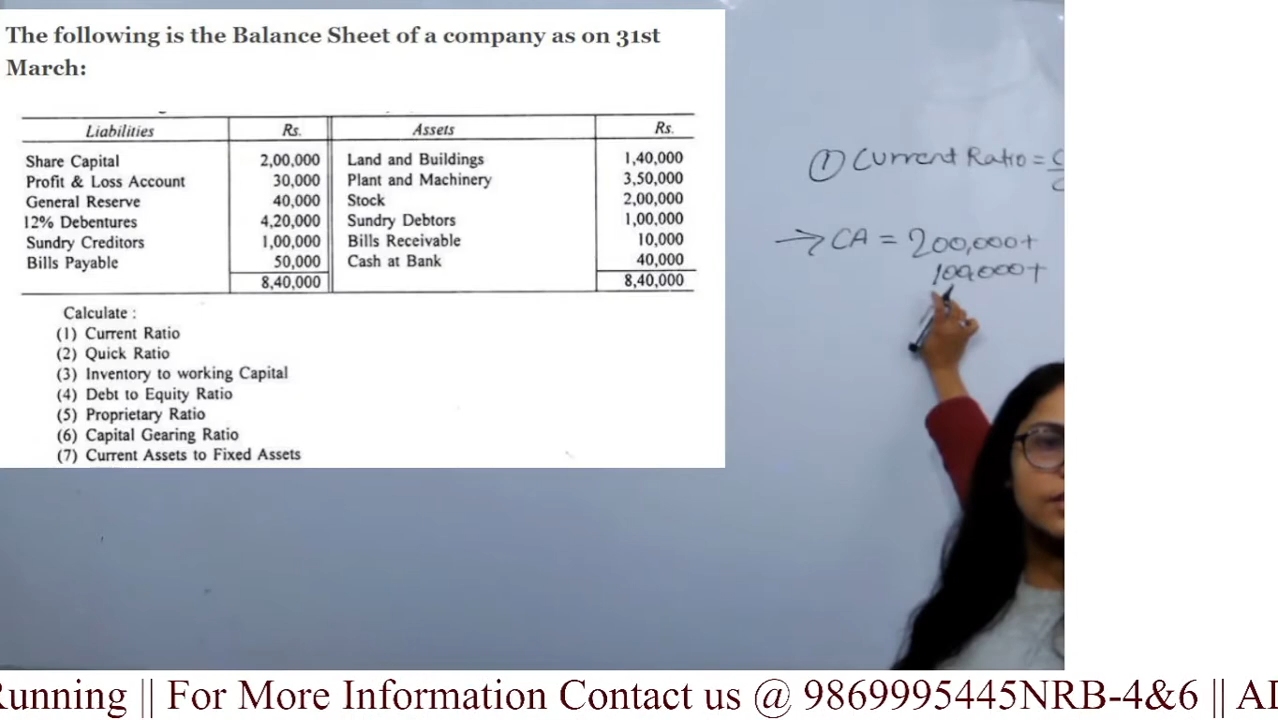 The following is the Balance Sheet of a company as on 31st
March:
Liabilities Rs. Assets Rs.
Share Capital 2,00,000 Land and Buildings 1,40,000
Profit & Loss Account 30,000 Plant and Machinery 3,50,000
General Reserve 40,000 Stock 2,00,000
12% Debentures 4,20,000 Sundry Debtors 1,00,000
Sundry Creditors 1,00,000 Bills Receivable 10,000
Bills Payable 50,000 Cash at Bank 40,000
8,40,000 8,40,000
Calculate :
(1) Current Ratio
(2) Quick Ratio
(3) Inventory to working Capital
(4) Debt to Equity Ratio
(5) Proprietary Ratio
(6) Capital Gearing Ratio
(7) Current Assets to Fixed Assets
① Current Ratio =
→ CA = 200,000+
100,000+
Running || For More Information Contact us @ 9869995445NRB-4&6 ||